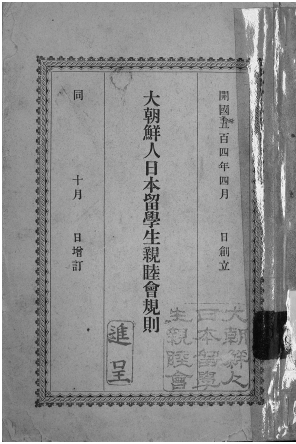 開國五百四年四月 日創立
大朝鮮人日本留學生親睦會規則
同 十月 日增訂
大朝鮮人
日本留學
生親睦會
進呈